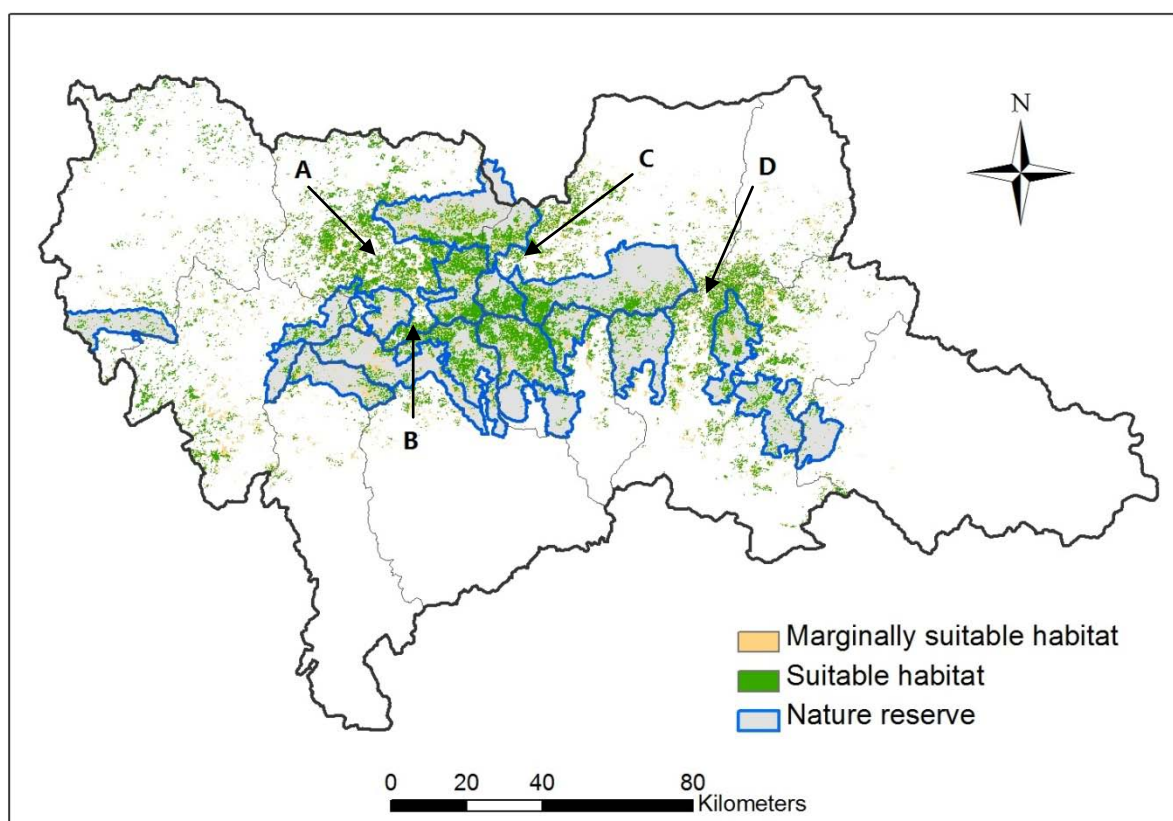 N
A
C
D
B
Marginally suitable habitat
Suitable habitat
Nature reserve
0 20 40 80
Kilometers